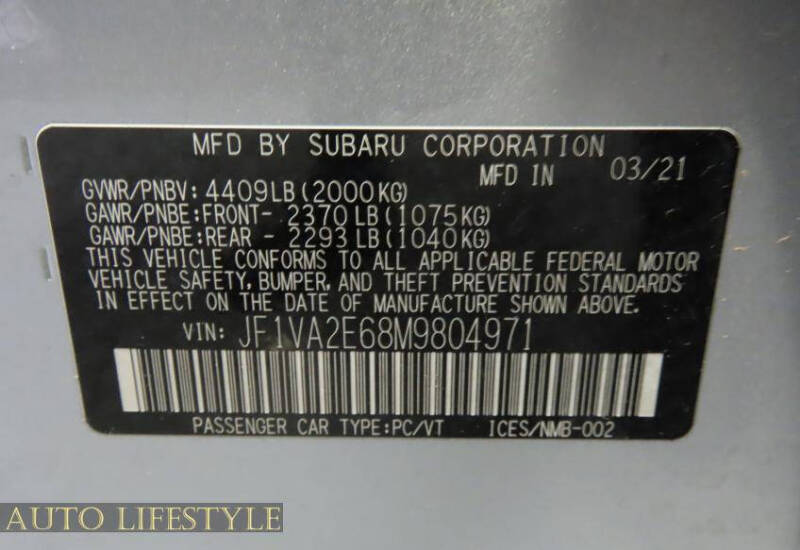 MFD BY SUBARU CORPORATION
MFD IN 03/21
GVWR/PNBV: 4409LB(2000KG)
GAWR/PNBE:FRONT- 2370LB(1075KG)
GAWR/PNBE:REAR - 2293LB(1040KG)
THIS VEHICLE CONFORMS TO ALL APPLICABLE FEDERAL MOTOR
VEHICLE SAFETY, BUMPER, AND THEFT PREVENTION STANDARDS
IN EFFECT ON THE DATE OF MANUFACTURE SHOWN ABOVE.
VIN: JF1VA2E68M9804971
PASSENGER CAR TYPE:PC/VT ICES/NMB-002
AUTO LIFESTYLE